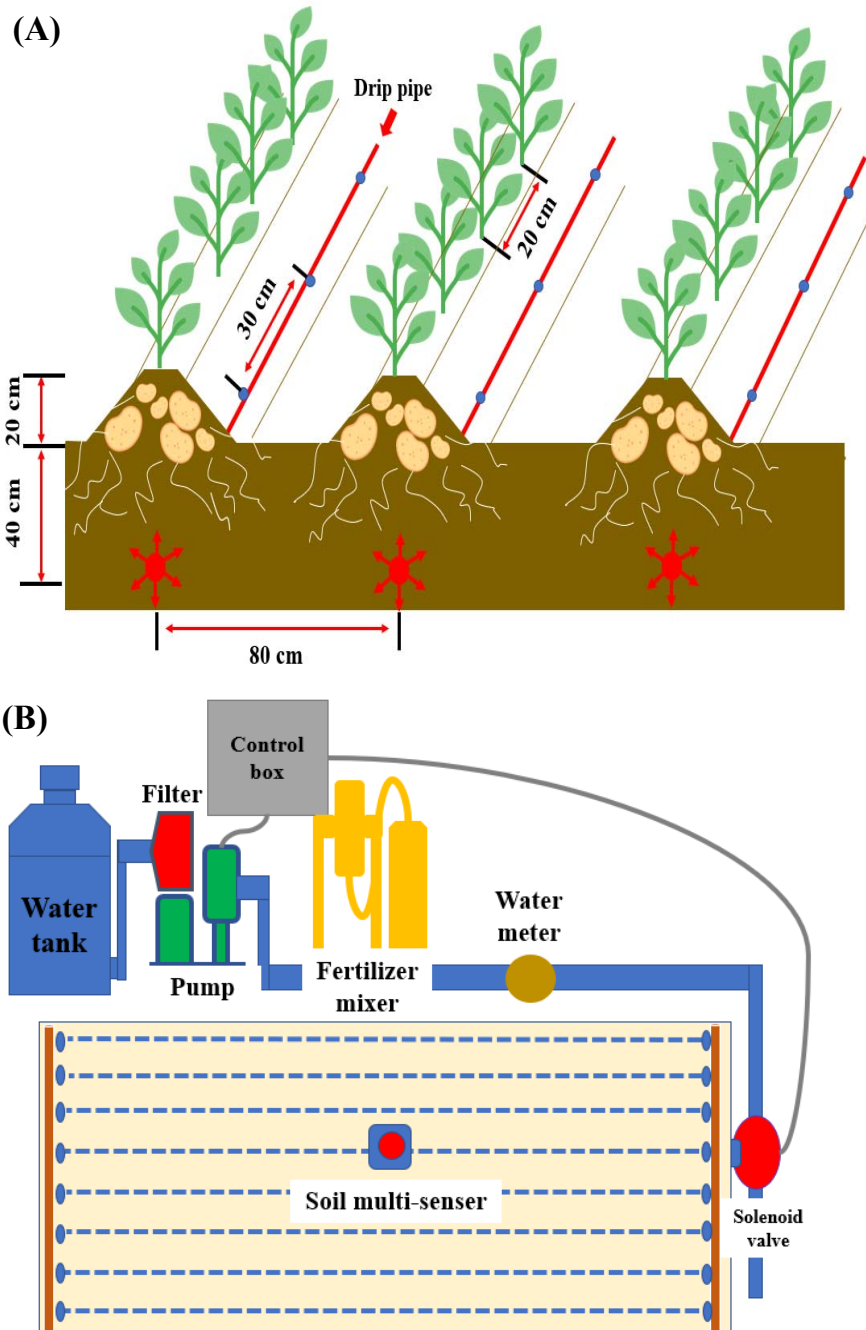 (A)
Drip pipe
20 cm
30 cm
20 cm
40 cm
80 cm
(B)
Control
box
Filter
Water
tank
Water
meter
Pump
Fertilizer
mixer
Soil multi-senser
Solenoid
valve